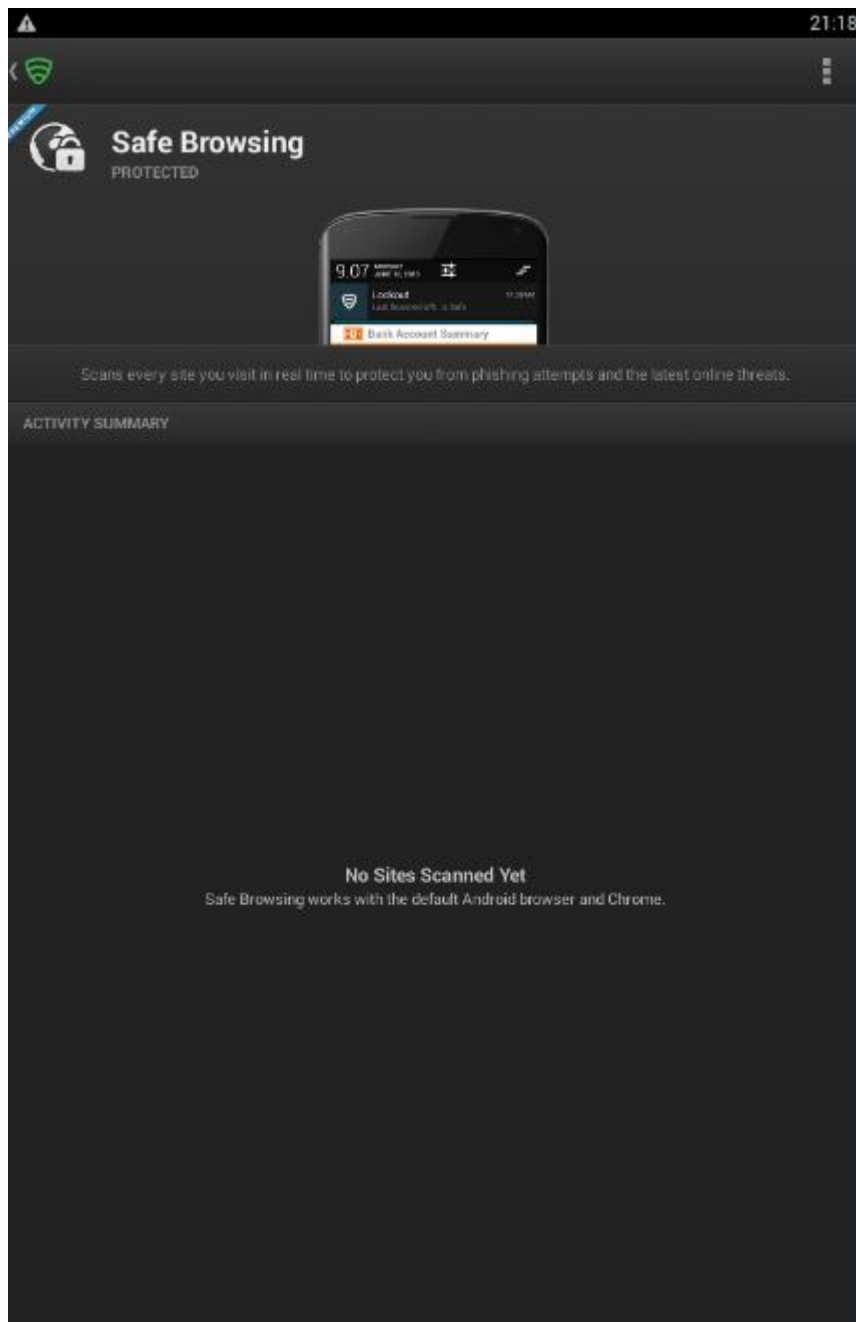 21:18
PREMIUM
Safe Browsing
PROTECTED
9:07
Lookout
Bank Account Summary
Scans every site you visit in real time to protect you from phishing attempts and the latest online threats.
ACTIVITY SUMMARY
No Sites Scanned Yet
Safe Browsing works with the default Android browser and Chrome.